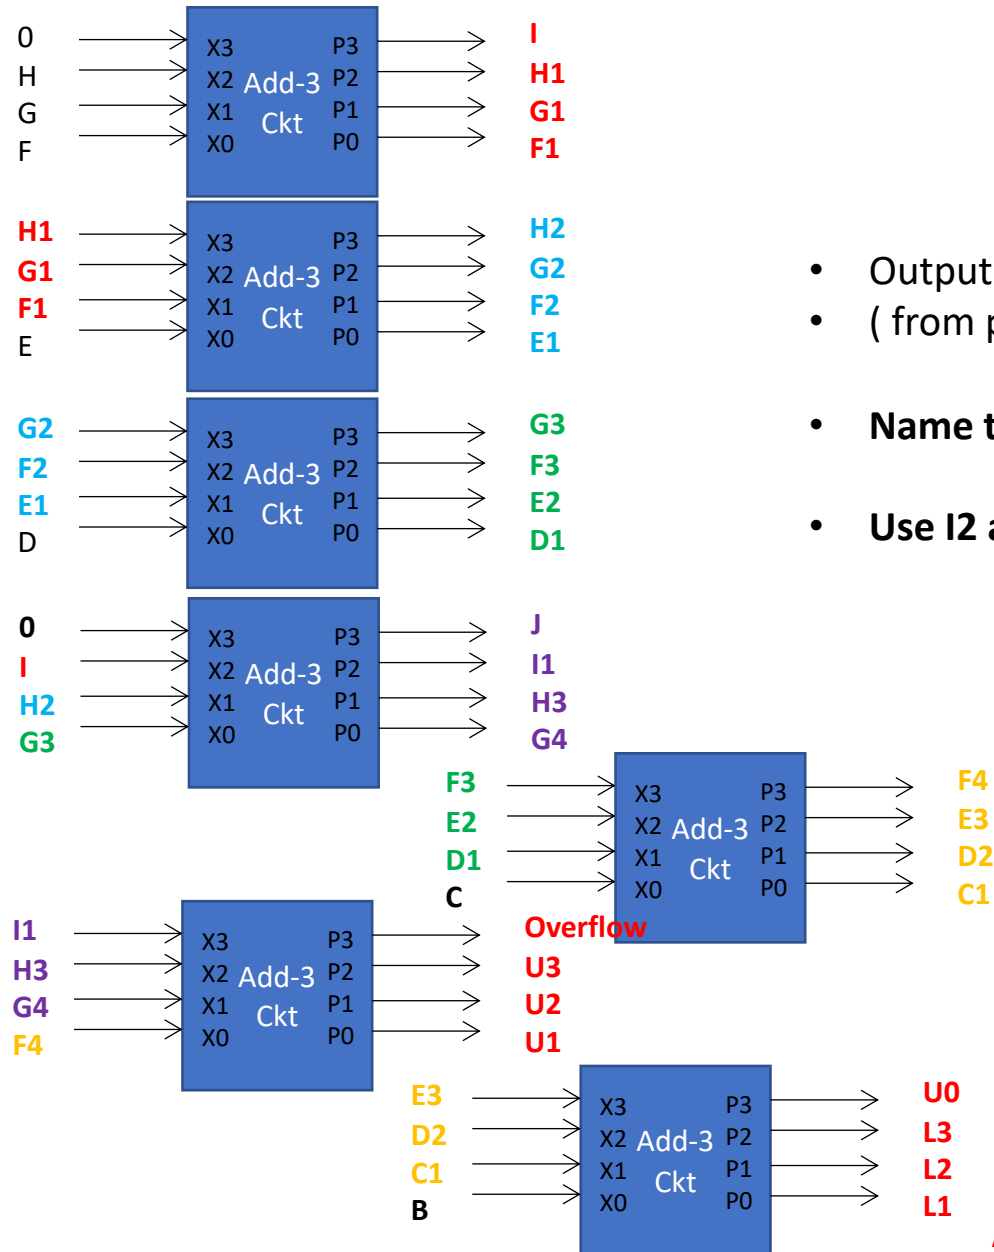 0 X3 P3 I
H X2 Add-3 P2 H1
G X1 Ckt P1 G1
F X0 P0 F1
H1 X3 P3 H2
G1 X2 Add-3 P2 G2
F1 X1 Ckt P1 F2
E X0 P0 E1
• Output
• ( from p
G2 X3 P3 G3
F2 X2 Add-3 P2 F3
E1 X1 Ckt P1 E2
D X0 P0 D1
• Name t
• Use I2 a
0 X3 P3 J
I X2 Add-3 P2 I1
H2 X1 Ckt P1 H3
G3 X0 P0 G4
F3 X3 P3 F4
E2 X2 Add-3 P2 E3
D1 X1 Ckt P1 D2
C X0 P0 C1
I1 X3 P3 Overflow
H3 X2 Add-3 P2 U3
G4 X1 Ckt P1 U2
F4 X0 P0 U1
E3 X3 P3 U0
D2 X2 Add-3 P2 L3
C1 X1 Ckt P1 L2
B X0 P0 L1